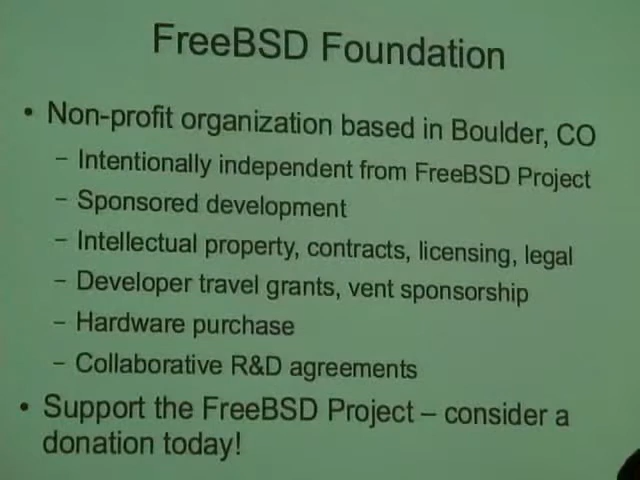 FreeBSD Foundation
• Non-profit organization based in Boulder, CO
– Intentionally independent from FreeBSD Project
– Sponsored development
– Intellectual property, contracts, licensing, legal
– Developer travel grants, vent sponsorship
– Hardware purchase
– Collaborative R&D agreements
• Support the FreeBSD Project – consider a
donation today!